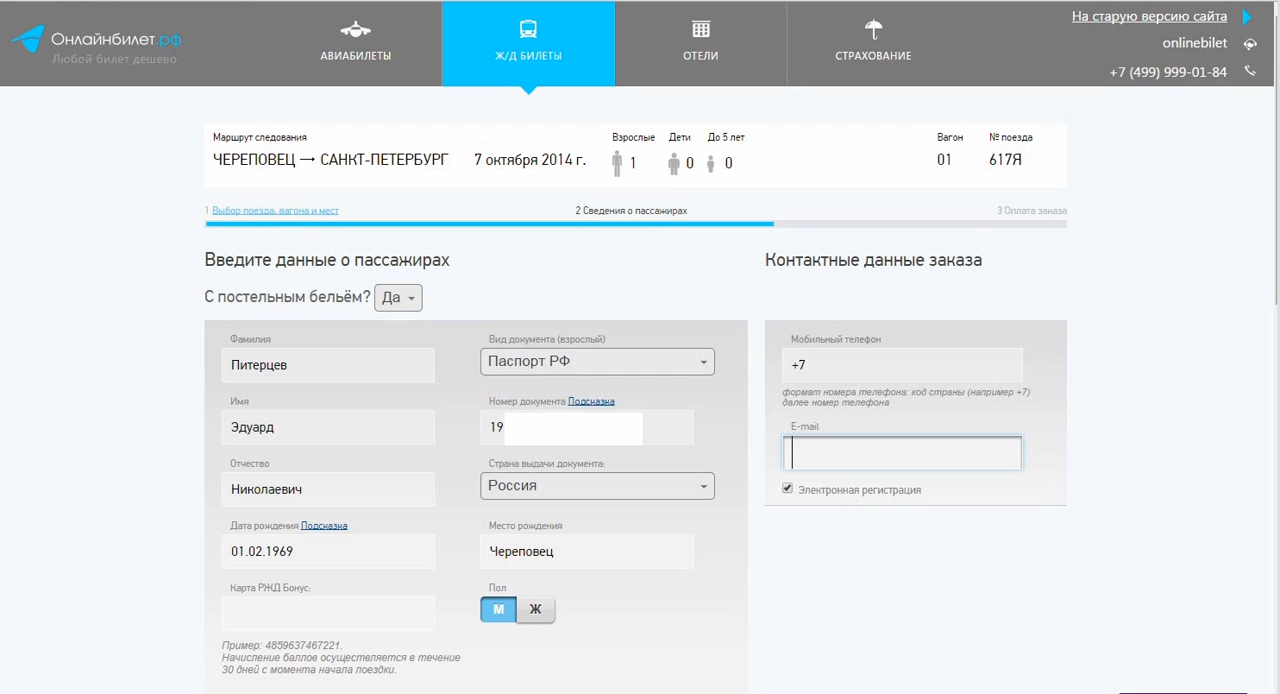 Онлайнбилет.рф
Любой билет дешево
АВИАБИЛЕТЫ
Ж/Д БИЛЕТЫ
ОТЕЛИ
СТРАХОВАНИЕ
На старую версию сайта
onlinebilet
+7 (499) 999-01-84
Маршрут следования
Взрослые Дети До 5 лет
Вагон № поезда
ЧЕРЕПОВЕЦ → САНКТ-ПЕТЕРБУРГ 7 октября 2014 г. 1 0 0 01 617Я
1 Выбор поезда, вагона и мест
2 Сведения о пассажирах
3 Оплата заказа
Введите данные о пассажирах
С постельным бельём? Да
Фамилия
Питерцев
Имя
Эдуард
Отчество
Николаевич
Дата рождения Подсказка
01.02.1969
Карта РЖД Бонус:
Пример: 4859637467221.
Начисление баллов осуществляется в течение
30 дней с момента начала поездки.
Вид документа (взрослый)
Паспорт РФ
Номер документа Подсказка
19
Страна выдачи документа:
Россия
Место рождения
Череповец
Пол
М Ж
Контактные данные заказа
Мобильный телефон
+7
формат номера телефона: код страны (например +7)
далее номер телефона
E-mail
Электронная регистрация